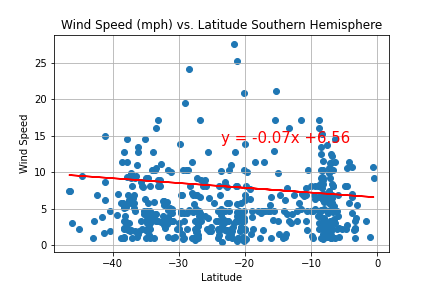 Wind Speed (mph) vs. Latitude Southern Hemisphere
25
20
15
10
5
0
Wind Speed
y = -0.07x +6.56
−40
−30
−20
−10
0
Latitude